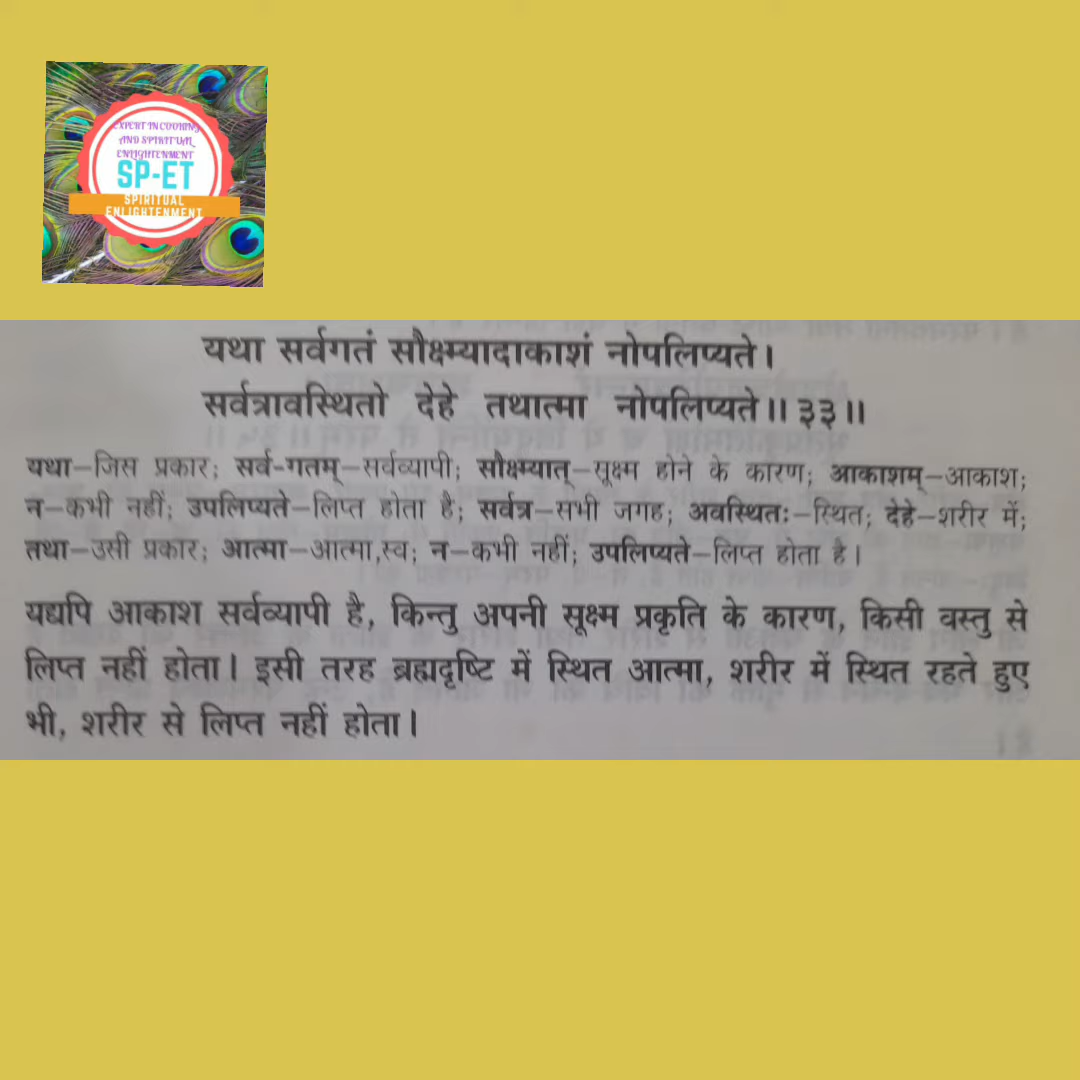 EXPERT IN COOKING
AND SPIRITUAL
ENLIGHTENMENT
SP-ET
SPIRITUAL
ENLIGHTENMENT
यथा सर्वगतं सौक्ष्म्यादाकाशं नोपलिप्यते।
सर्वत्रावस्थितो देहे तथात्मा नोपलिप्यते॥३३॥
यथा–जिस प्रकार; सर्व-गतम्–सर्वव्यापी; सौक्ष्म्यात्–सूक्ष्म होने के कारण; आकाशम्–आकाश;
न–कभी नहीं; उपलिप्यते–लिप्त होता है; सर्वत्र–सभी जगह; अवस्थितः–स्थित; देहे–शरीर में;
तथा–उसी प्रकार; आत्मा–आत्मा,स्व; न–कभी नहीं; उपलिप्यते–लिप्त होता है।
यद्यपि आकाश सर्वव्यापी है, किन्तु अपनी सूक्ष्म प्रकृति के कारण, किसी वस्तु से
लिप्त नहीं होता। इसी तरह ब्रह्मदृष्टि में स्थित आत्मा, शरीर में स्थित रहते हुए
भी, शरीर से लिप्त नहीं होता।